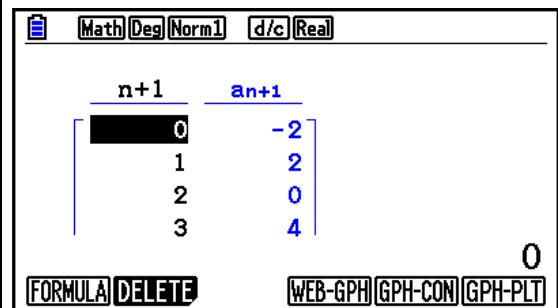 Math Deg Norm1 d/c Real
n+1 an+1
0 -2
1 2
2 0
3 4
0
FORMULA DELETE WEB-GPH GPH-CON GPH-PLT